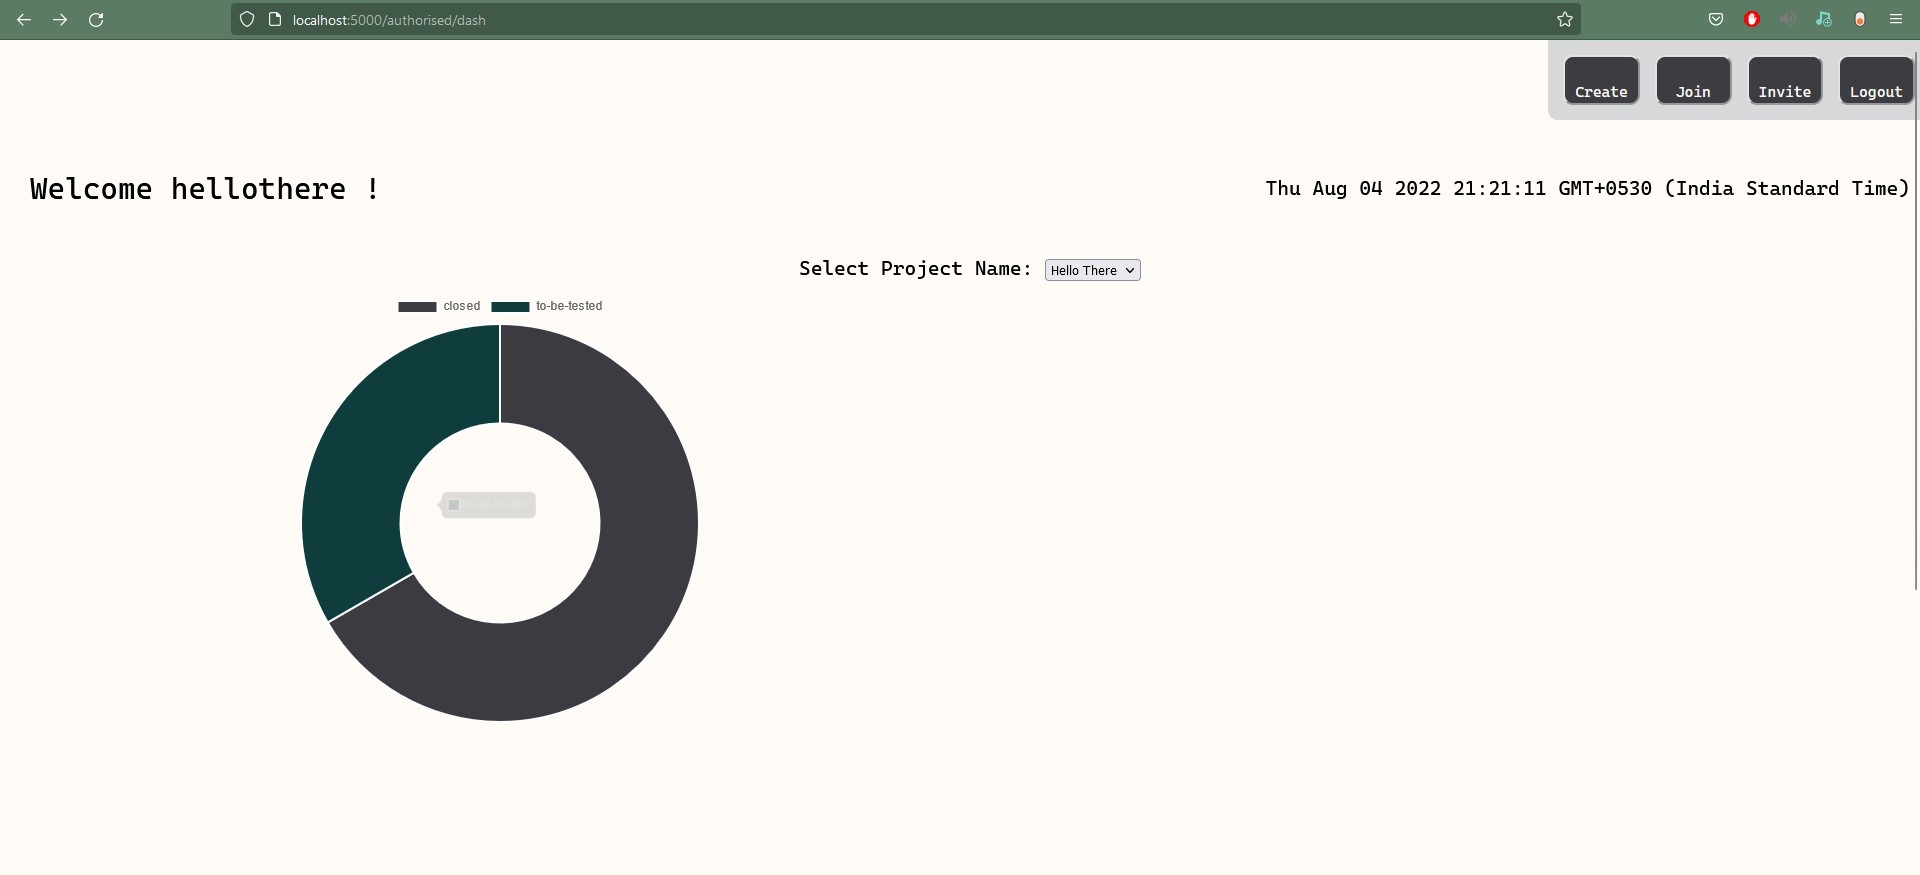 localhost:5000/authorised/dash
Create Join Invite Logout
Welcome hellothere !
Thu Aug 04 2022 21:21:11 GMT+0530 (India Standard Time)
Select Project Name: Hello There
closed to-be-tested